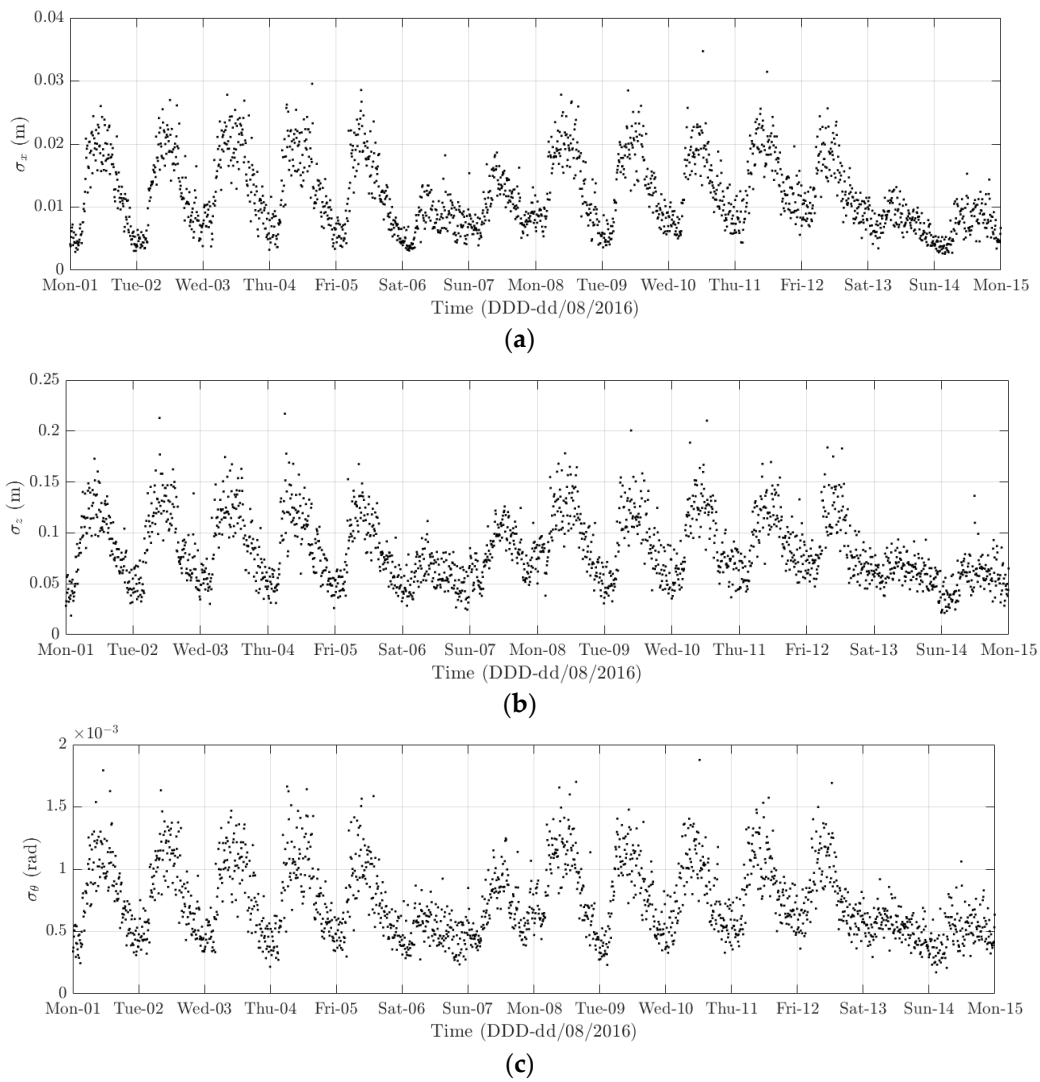 0.04
0.03
0.02
0.01
0
σx (m)
Mon-01 Tue-02 Wed-03 Thu-04 Fri-05 Sat-06 Sun-07 Mon-08 Tue-09 Wed-10 Thu-11 Fri-12 Sat-13 Sun-14 Mon-15
Time (DDD-dd/08/2016)
(a)
0.25
0.2
0.15
0.1
0.05
0
σz (m)
Mon-01 Tue-02 Wed-03 Thu-04 Fri-05 Sat-06 Sun-07 Mon-08 Tue-09 Wed-10 Thu-11 Fri-12 Sat-13 Sun-14 Mon-15
Time (DDD-dd/08/2016)
(b)
×10⁻³
2
1.5
1
0.5
0
σθ (rad)
Mon-01 Tue-02 Wed-03 Thu-04 Fri-05 Sat-06 Sun-07 Mon-08 Tue-09 Wed-10 Thu-11 Fri-12 Sat-13 Sun-14 Mon-15
Time (DDD-dd/08/2016)
(c)